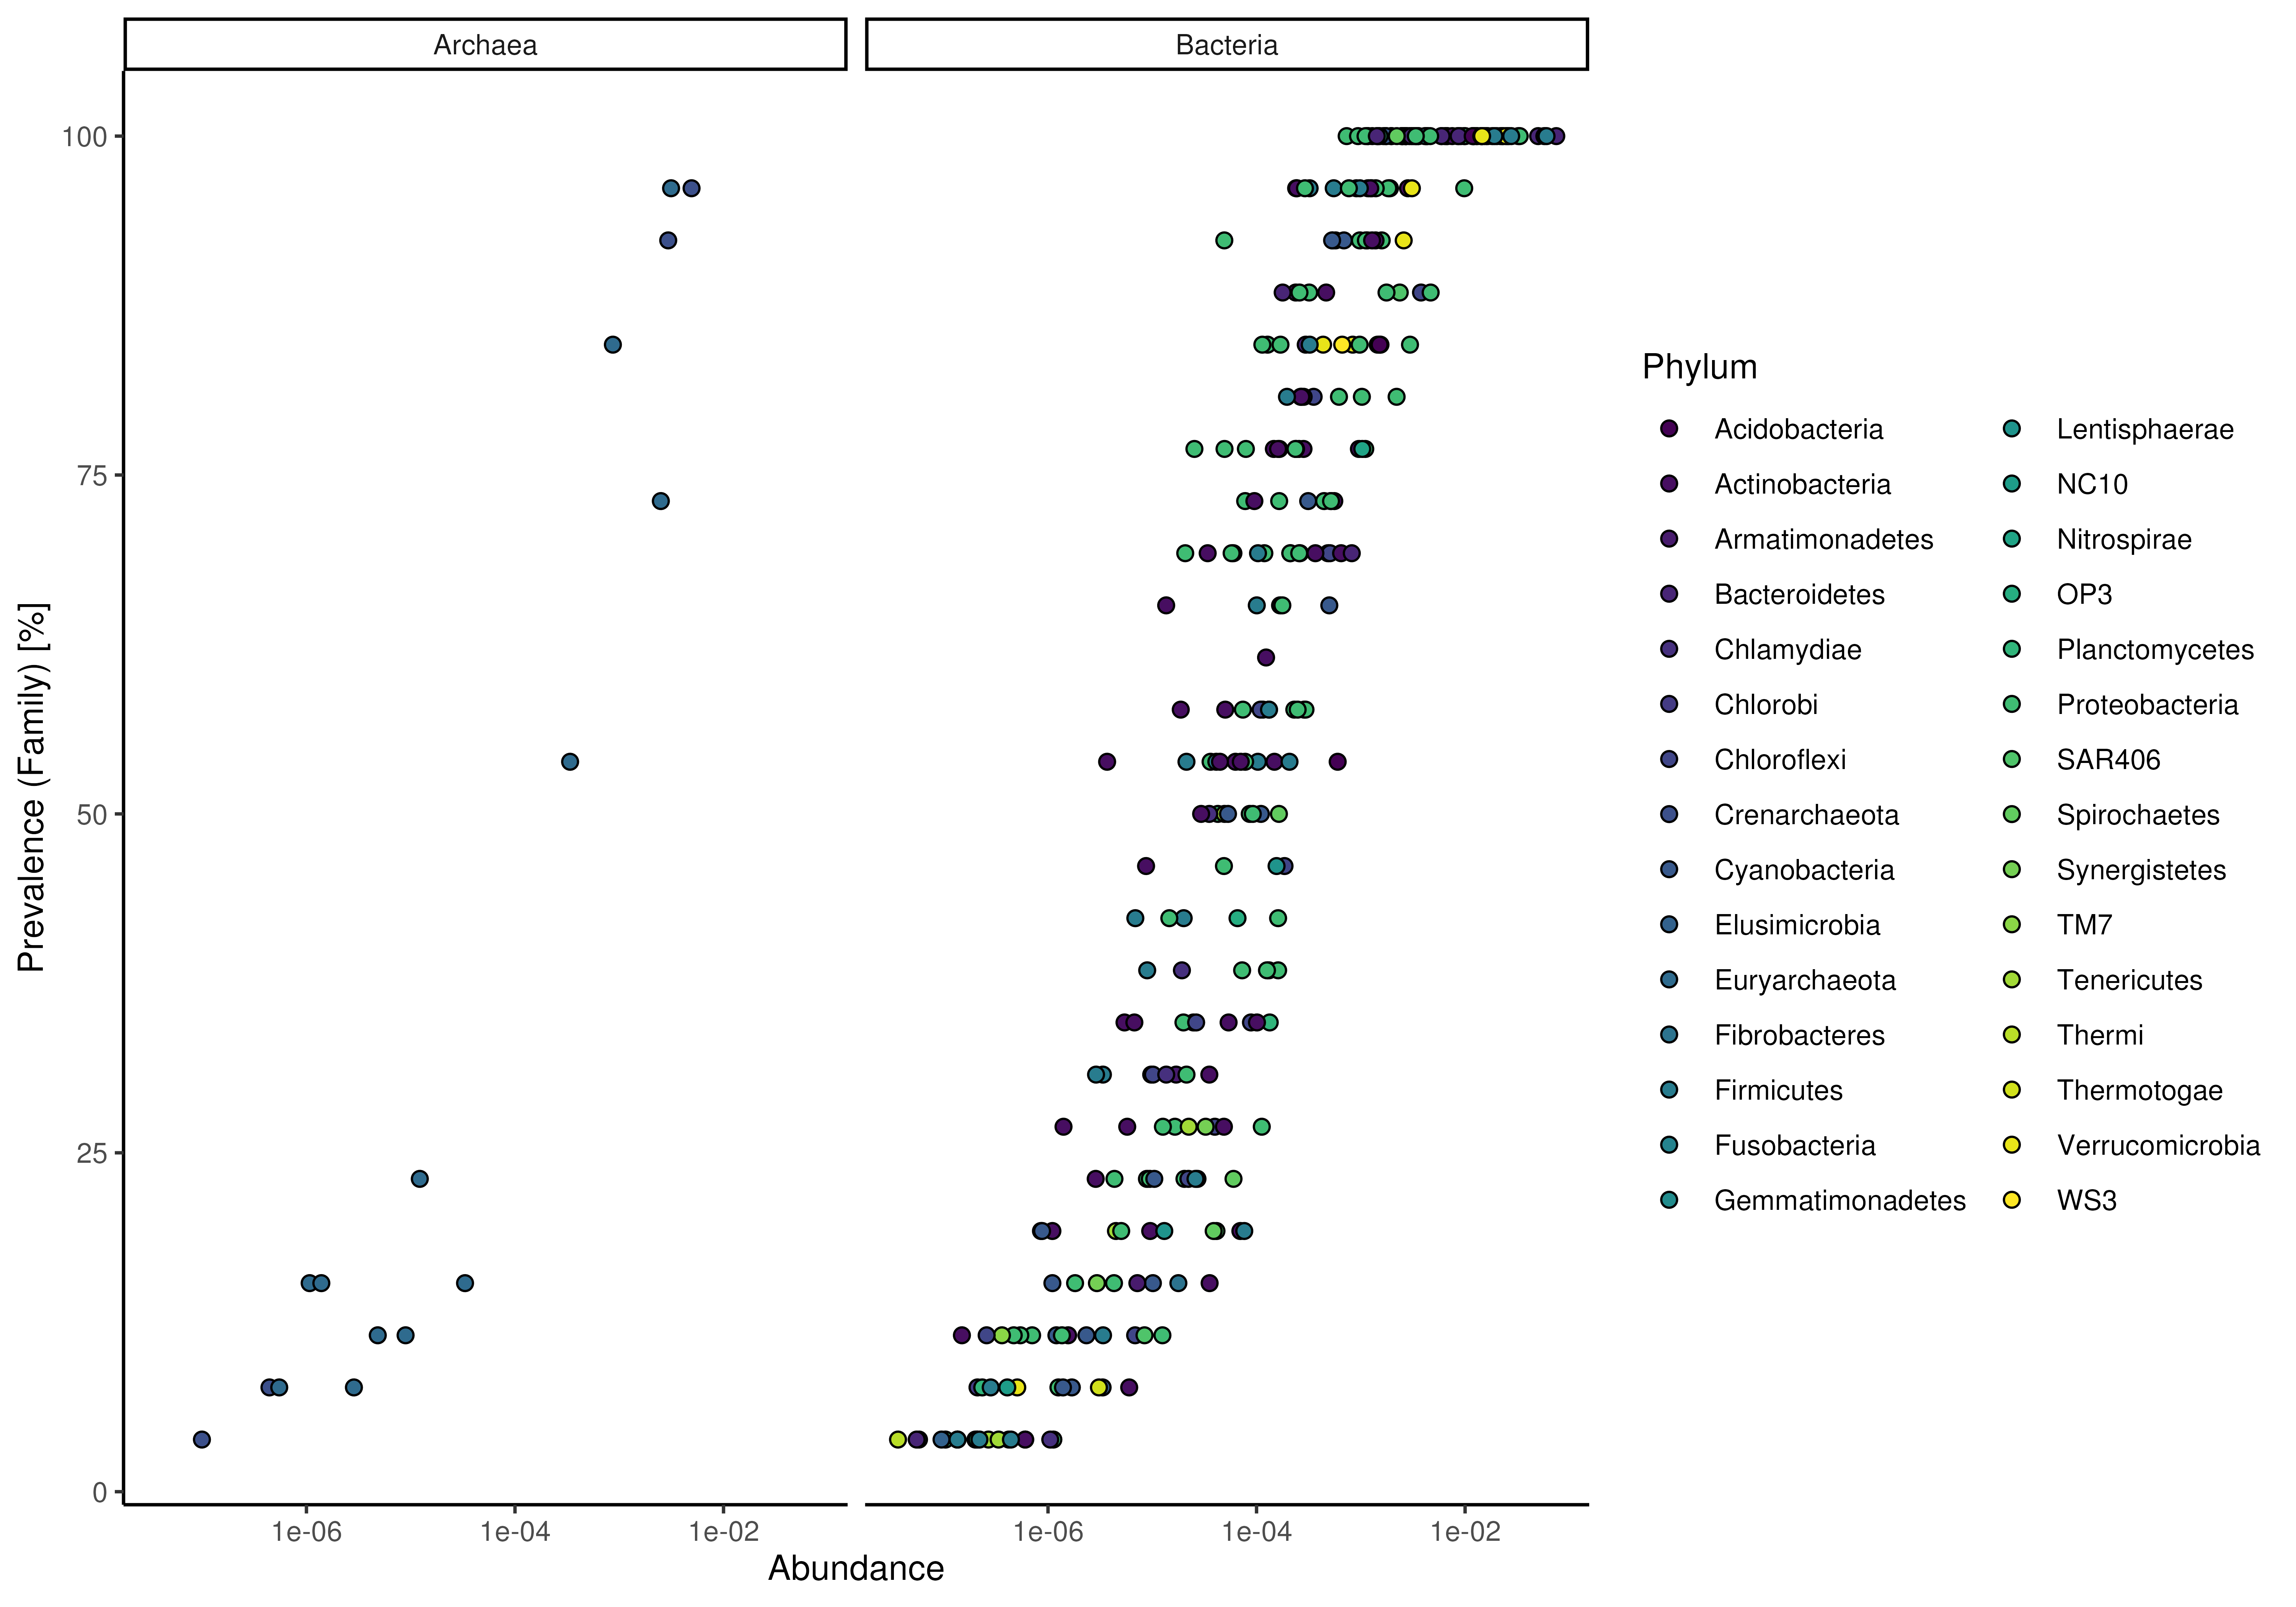 Archaea
Bacteria
100
75
50
25
0
Prevalence (Family) [%]
1e-06
1e-04
1e-02
1e-06
1e-04
1e-02
Abundance
Phylum
Acidobacteria
Actinobacteria
Armatimonadetes
Bacteroidetes
Chlamydiae
Chlorobi
Chloroflexi
Crenarchaeota
Cyanobacteria
Elusimicrobia
Euryarchaeota
Fibrobacteres
Firmicutes
Fusobacteria
Gemmatimonadetes
Lentisphaerae
NC10
Nitrospirae
OP3
Planctomycetes
Proteobacteria
SAR406
Spirochaetes
Synergistetes
TM7
Tenericutes
Thermi
Thermotogae
Verrucomicrobia
WS3